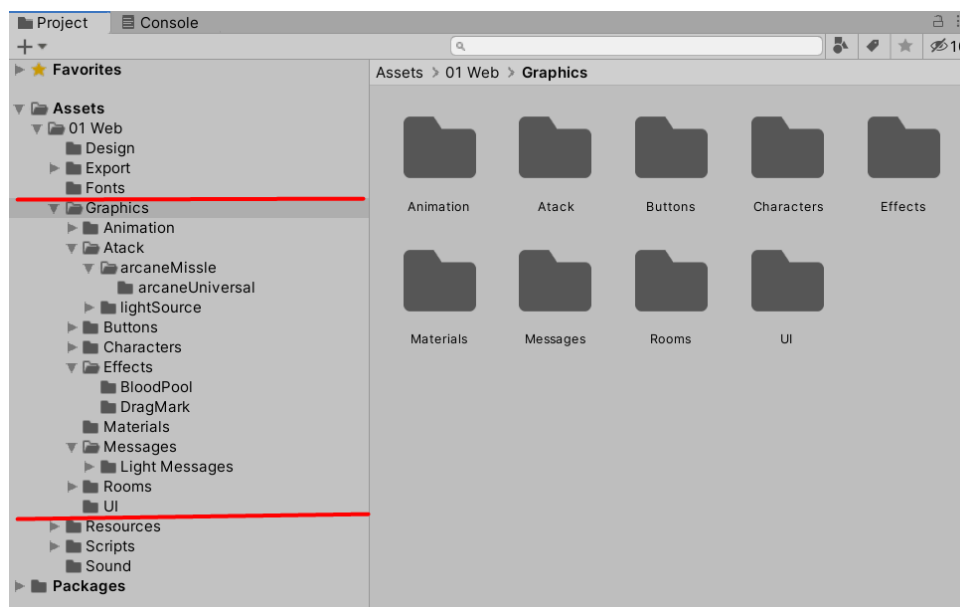 Project Console
Favorites
Assets
01 Web
Design
Export
Fonts
Graphics
Animation
Atack
arcaneMissle
arcaneUniversal
lightSource
Buttons
Characters
Effects
BloodPool
DragMark
Materials
Messages
Light Messages
Rooms
UI
Resources
Scripts
Sound
Packages
Assets > 01 Web > Graphics
Animation Atack Buttons Characters Effects
Materials Messages Rooms UI